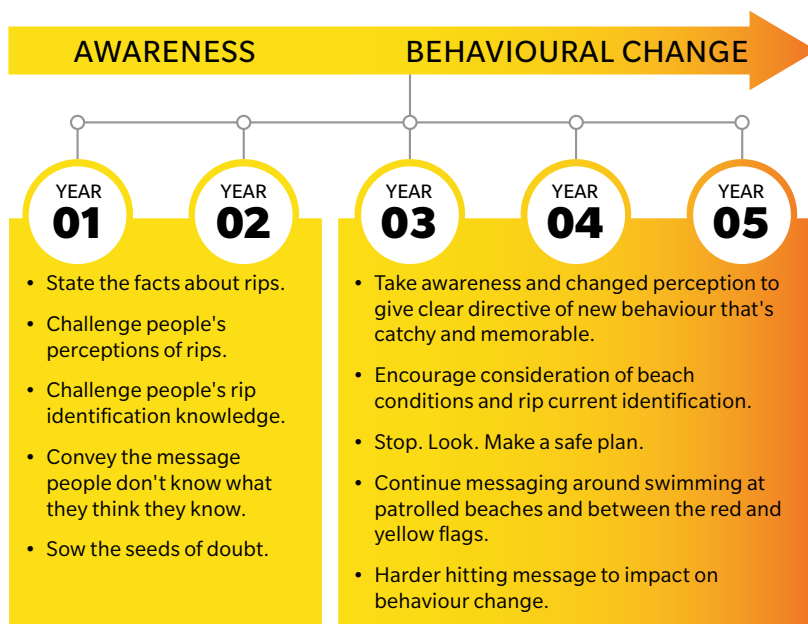 AWARENESS
BEHAVIOURAL CHANGE
YEAR
01
YEAR
02
YEAR
03
YEAR
04
YEAR
05
• State the facts about rips.
• Challenge people's
perceptions of rips.
• Challenge people's rip
identification knowledge.
• Convey the message
people don't know what
they think they know.
• Sow the seeds of doubt.
• Take awareness and changed perception to
give clear directive of new behaviour that's
catchy and memorable.
• Encourage consideration of beach
conditions and rip current identification.
• Stop. Look. Make a safe plan.
• Continue messaging around swimming at
patrolled beaches and between the red and
yellow flags.
• Harder hitting message to impact on
behaviour change.